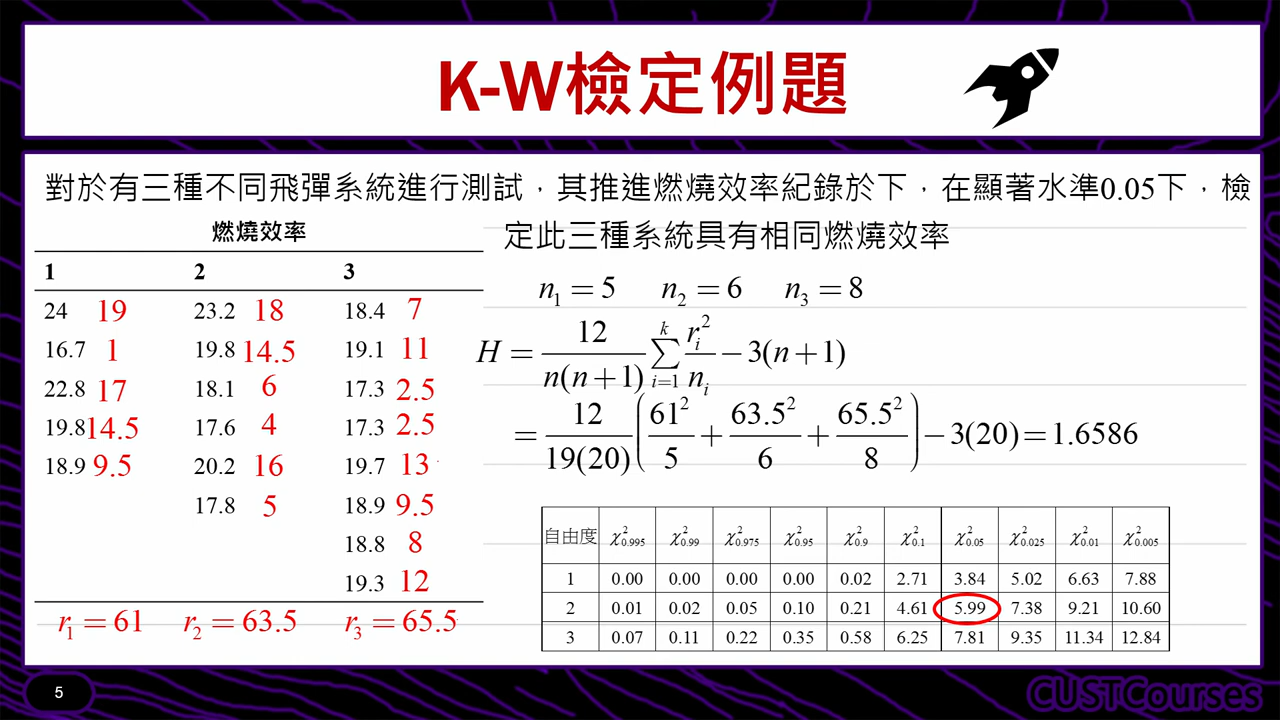 K-W檢定例題
對於有三種不同飛彈系統進行測試，其推進燃燒效率紀錄於下，在顯著水準0.05下，檢
定此三種系統具有相同燃燒效率
燃燒效率
1 2 3
24 19 23.2 18 18.4 7
16.7 1 19.8 14.5 19.1 11
22.8 17 18.1 6 17.3 2.5
19.8 14.5 17.6 4 17.3 2.5
18.9 9.5 20.2 16 19.7 13
17.8 5 18.9 9.5
18.8 8
19.3 12
r₁ = 61 r₂ = 63.5 r₃ = 65.5
n₁ = 5 n₂ = 6 n₃ = 8
H = 12/(n(n+1)) ∑_{i=1}^{k} r_i²/n_i − 3(n+1)
= 12/(19(20)) (61²/5 + 63.5²/6 + 65.5²/8) − 3(20) = 1.6586
自由度 χ²₀.₉₉₅ χ²₀.₉₉ χ²₀.₉₇₅ χ²₀.₉₅ χ²₀.₉ χ²₀.₁ χ²₀.₀₅ χ²₀.₀₂₅ χ²₀.₀₁ χ²₀.₀₀₅
1 0.00 0.00 0.00 0.00 0.02 2.71 3.84 5.02 6.63 7.88
2 0.01 0.02 0.05 0.10 0.21 4.61 5.99 7.38 9.21 10.60
3 0.07 0.11 0.22 0.35 0.58 6.25 7.81 9.35 11.34 12.84
5
CUSTCourses